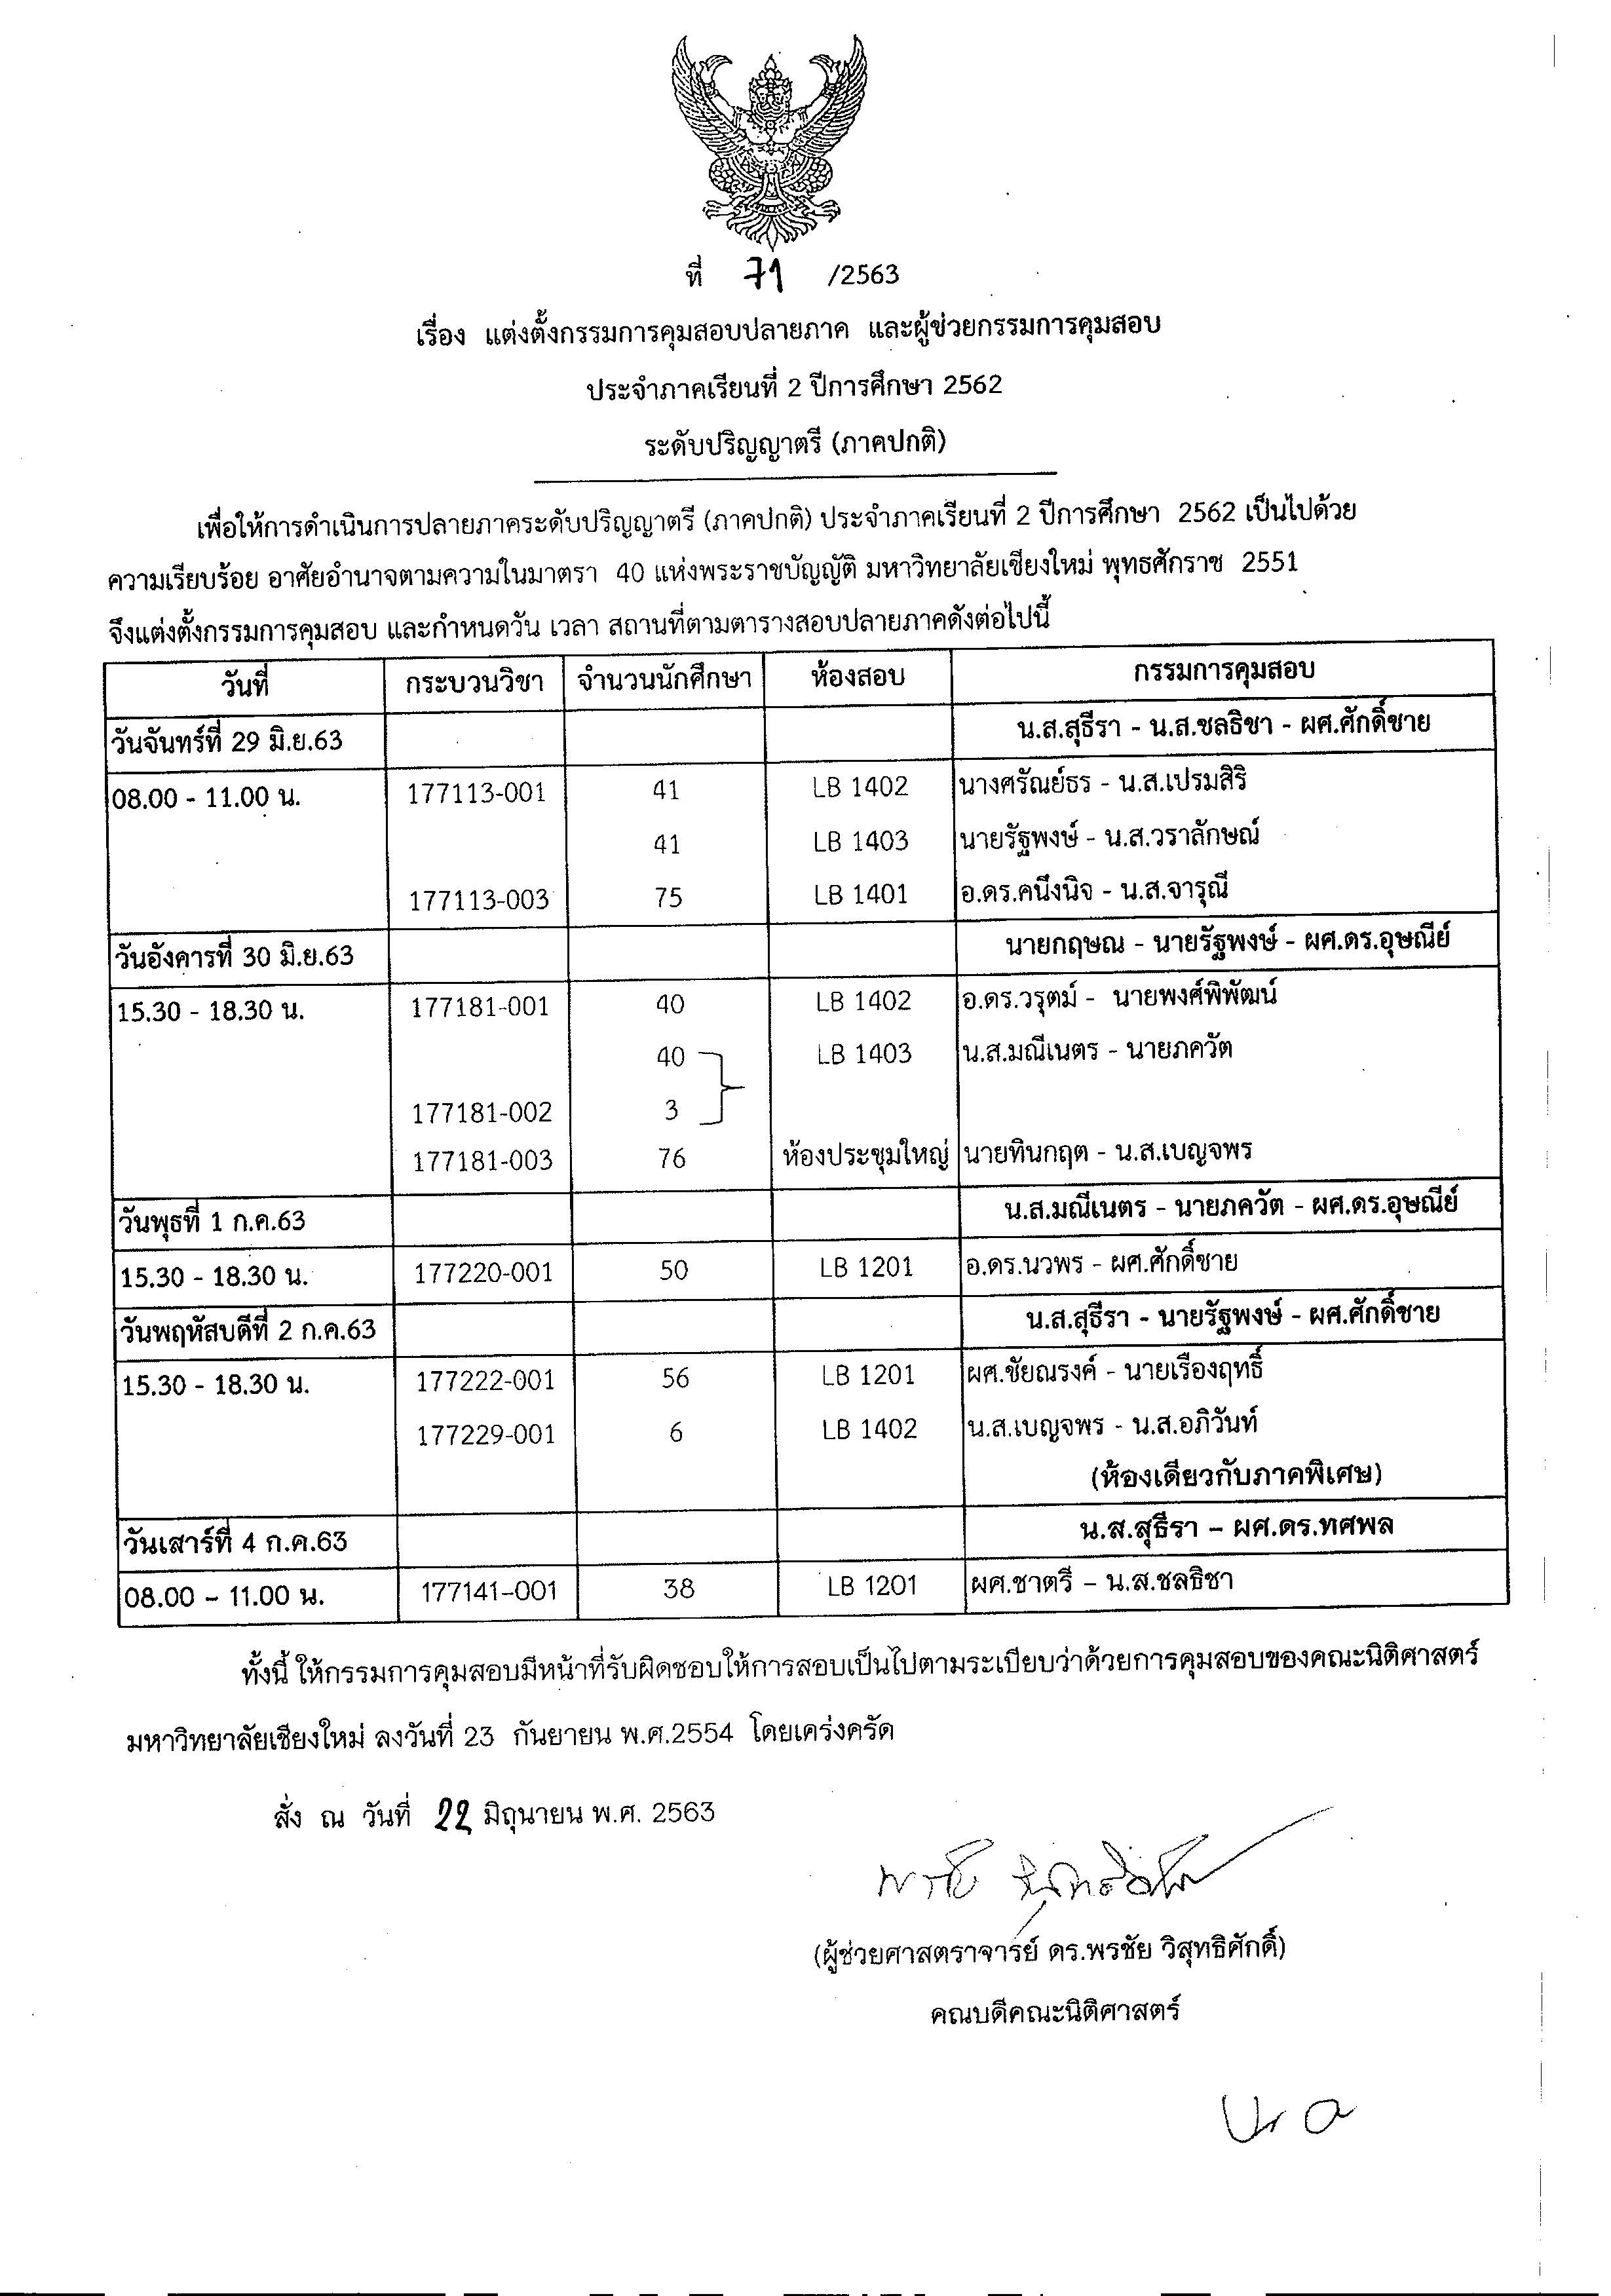 ที่ 71 /2563
เรื่อง แต่งตั้งกรรมการคุมสอบปลายภาค และผู้ช่วยกรรมการคุมสอบ
ประจำภาคเรียนที่ 2 ปีการศึกษา 2562
ระดับปริญญาตรี (ภาคปกติ)
เพื่อให้การดำเนินการปลายภาคระดับปริญญาตรี (ภาคปกติ) ประจำภาคเรียนที่ 2 ปีการศึกษา 2562 เป็นไปด้วย
ความเรียบร้อย อาศัยอำนาจตามความในมาตรา 40 แห่งพระราชบัญญัติ มหาวิทยาลัยเชียงใหม่ พุทธศักราช 2551
จึงแต่งตั้งกรรมการคุมสอบ และกำหนดวัน เวลา สถานที่ตามตารางสอบปลายภาคดังต่อไปนี้
วันที่ กระบวนวิชา จำนวนนักศึกษา ห้องสอบ กรรมการคุมสอบ
วันจันทร์ที่ 29 มิ.ย.63 น.ส.สุธีรา - น.ส.ชลธิชา - ผศ.ศักดิ์ชาย
08.00 - 11.00 น. 177113-001 41 LB 1402 นางศรัณย์ธร - น.ส.เปรมสิริ
41 LB 1403 นายรัฐพงษ์ - น.ส.วราลักษณ์
177113-003 75 LB 1401 อ.ดร.คนึงนิจ - น.ส.จารุณี
วันอังคารที่ 30 มิ.ย.63 นายกฤษณ - นายรัฐพงษ์ - ผศ.ดร.อุษณีย์
15.30 - 18.30 น. 177181-001 40 LB 1402 อ.ดร.วรุตม์ - นายพงศ์พิพัฒน์
40 LB 1403 น.ส.มณีเนตร - นายภควัต
177181-002 3
177181-003 76 ห้องประชุมใหญ่ นายทินกฤต - น.ส.เบญจพร
วันพุธที่ 1 ก.ค.63 น.ส.มณีเนตร - นายภควัต - ผศ.ดร.อุษณีย์
15.30 - 18.30 น. 177220-001 50 LB 1201 อ.ดร.นวพร - ผศ.ศักดิ์ชาย
วันพฤหัสบดีที่ 2 ก.ค.63 น.ส.สุธีรา - นายรัฐพงษ์ - ผศ.ศักดิ์ชาย
15.30 - 18.30 น. 177222-001 56 LB 1201 ผศ.ชัยณรงค์ - นายเรืองฤทธิ์
177229-001 6 LB 1402 น.ส.เบญจพร - น.ส.อภิวันท์
(ห้องเดียวกับภาคพิเศษ)
วันเสาร์ที่ 4 ก.ค.63 น.ส.สุธีรา – ผศ.ดร.ทศพล
08.00 – 11.00 น. 177141-001 38 LB 1201 ผศ.ชาตรี – น.ส.ชลธิชา
ทั้งนี้ ให้กรรมการคุมสอบมีหน้าที่รับผิดชอบให้การสอบเป็นไปตามระเบียบว่าด้วยการคุมสอบของคณะนิติศาสตร์
มหาวิทยาลัยเชียงใหม่ ลงวันที่ 23 กันยายน พ.ศ.2554 โดยเคร่งครัด
สั่ง ณ วันที่ 22 มิถุนายน พ.ศ. 2563
(ผู้ช่วยศาสตราจารย์ ดร.พรชัย วิสุทธิศักดิ์)
คณบดีคณะนิติศาสตร์